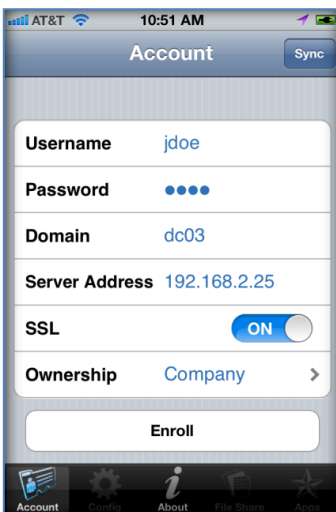 AT&T 10:51 AM
Account Sync
Username jdoe
Password ••••
Domain dc03
Server Address 192.168.2.25
SSL ON
Ownership Company
Enroll
Account Config About File Share Apps